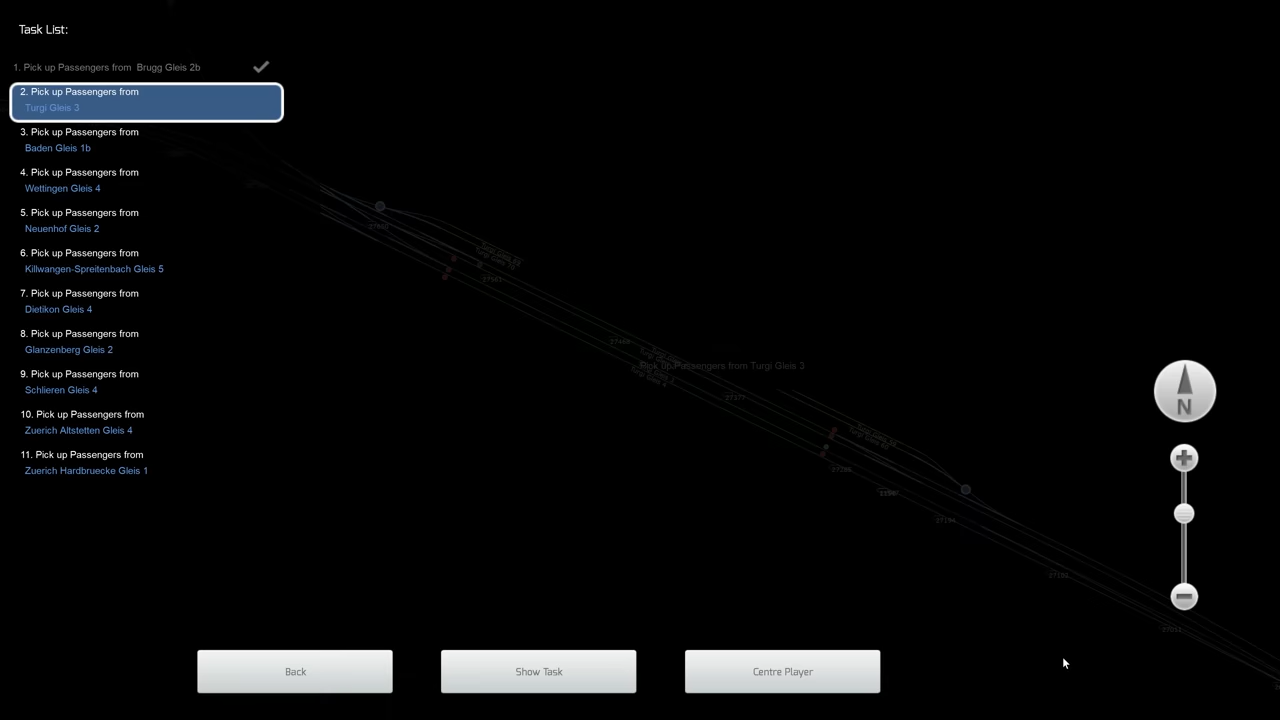 Task List:
1. Pick up Passengers from  Brugg Gleis 2b
2. Pick up Passengers from
Turgi Gleis 3
3. Pick up Passengers from
Baden Gleis 1b
4. Pick up Passengers from
Wettingen Gleis 4
5. Pick up Passengers from
Neuenhof Gleis 2
6. Pick up Passengers from
Killwangen-Spreitenbach Gleis 5
7. Pick up Passengers from
Dietikon Gleis 4
8. Pick up Passengers from
Glanzenberg Gleis 2
9. Pick up Passengers from
Schlieren Gleis 4
10. Pick up Passengers from
Zuerich Altstetten Gleis 4
11. Pick up Passengers from
Zuerich Hardbruecke Gleis 1
Pick up Passengers from Turgi Gleis 3
N
Back
Show Task
Centre Player